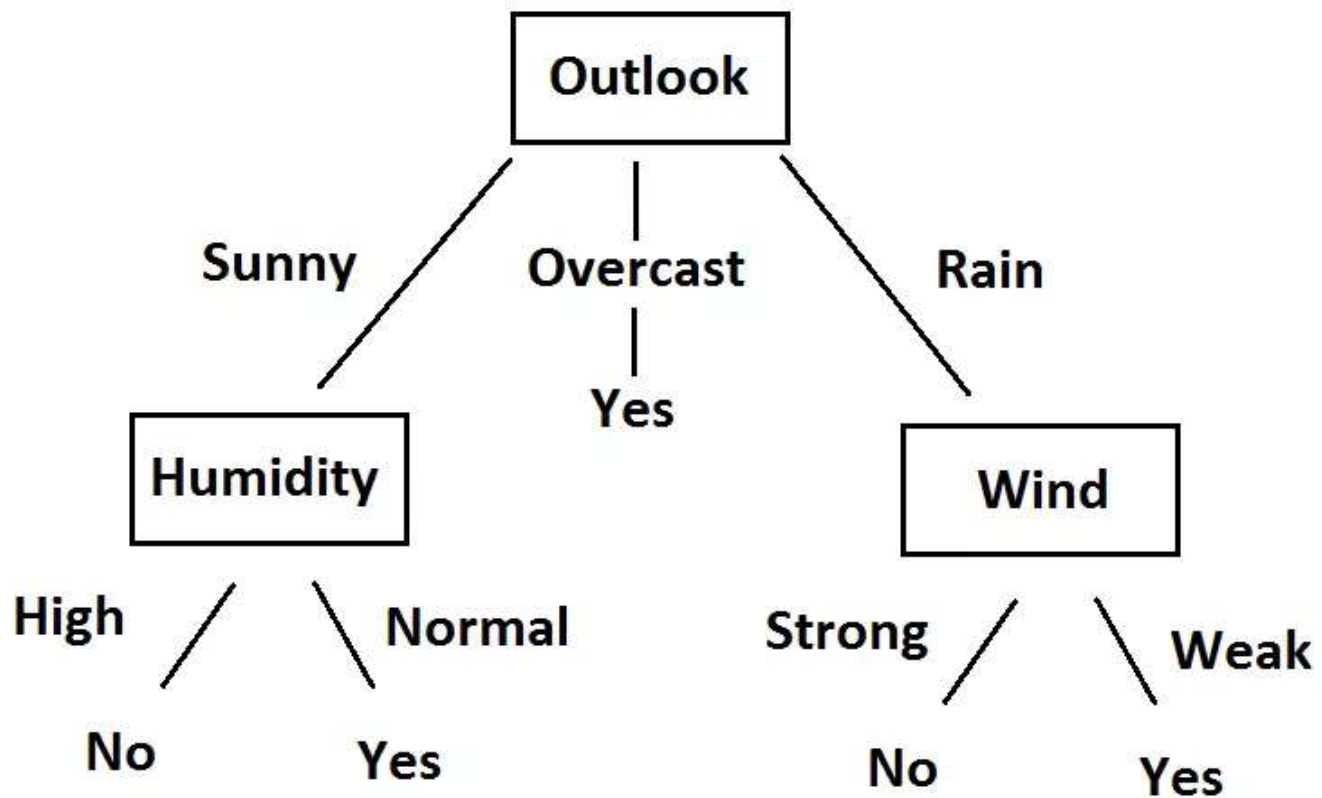 Outlook
Sunny
Overcast
Rain
Yes
Humidity
Wind
High
Normal
Strong
Weak
No
Yes
No
Yes